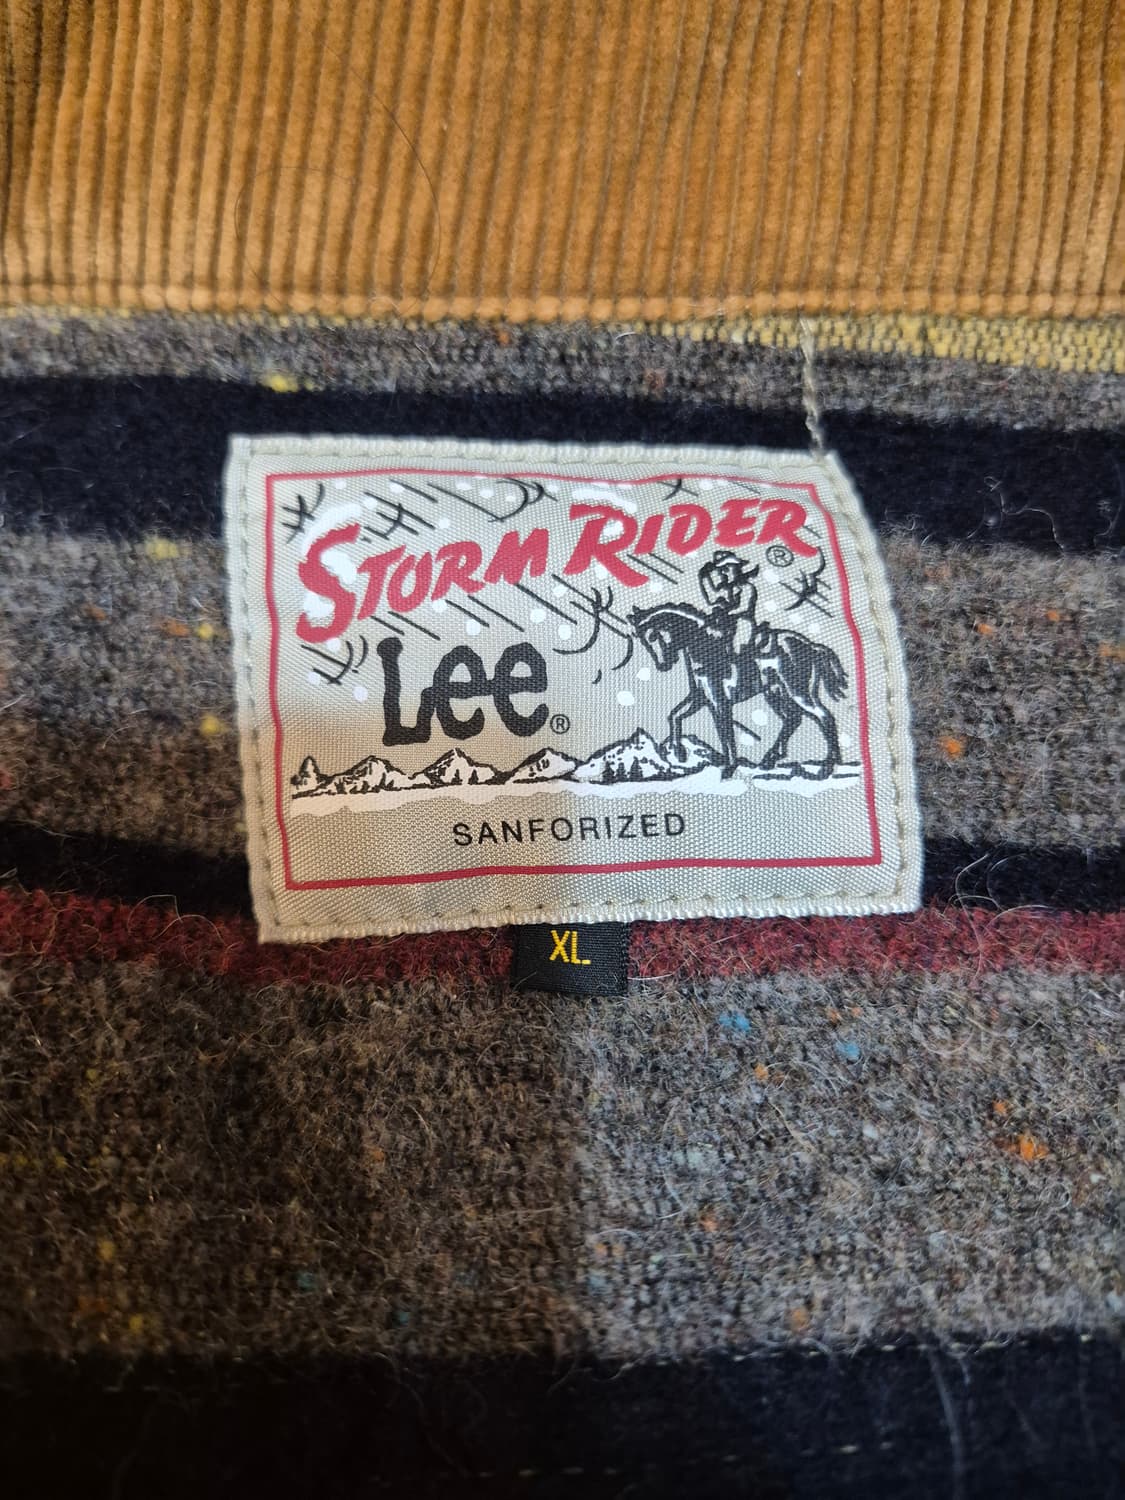 STORM RIDER®
Lee®
SANFORIZED
XL